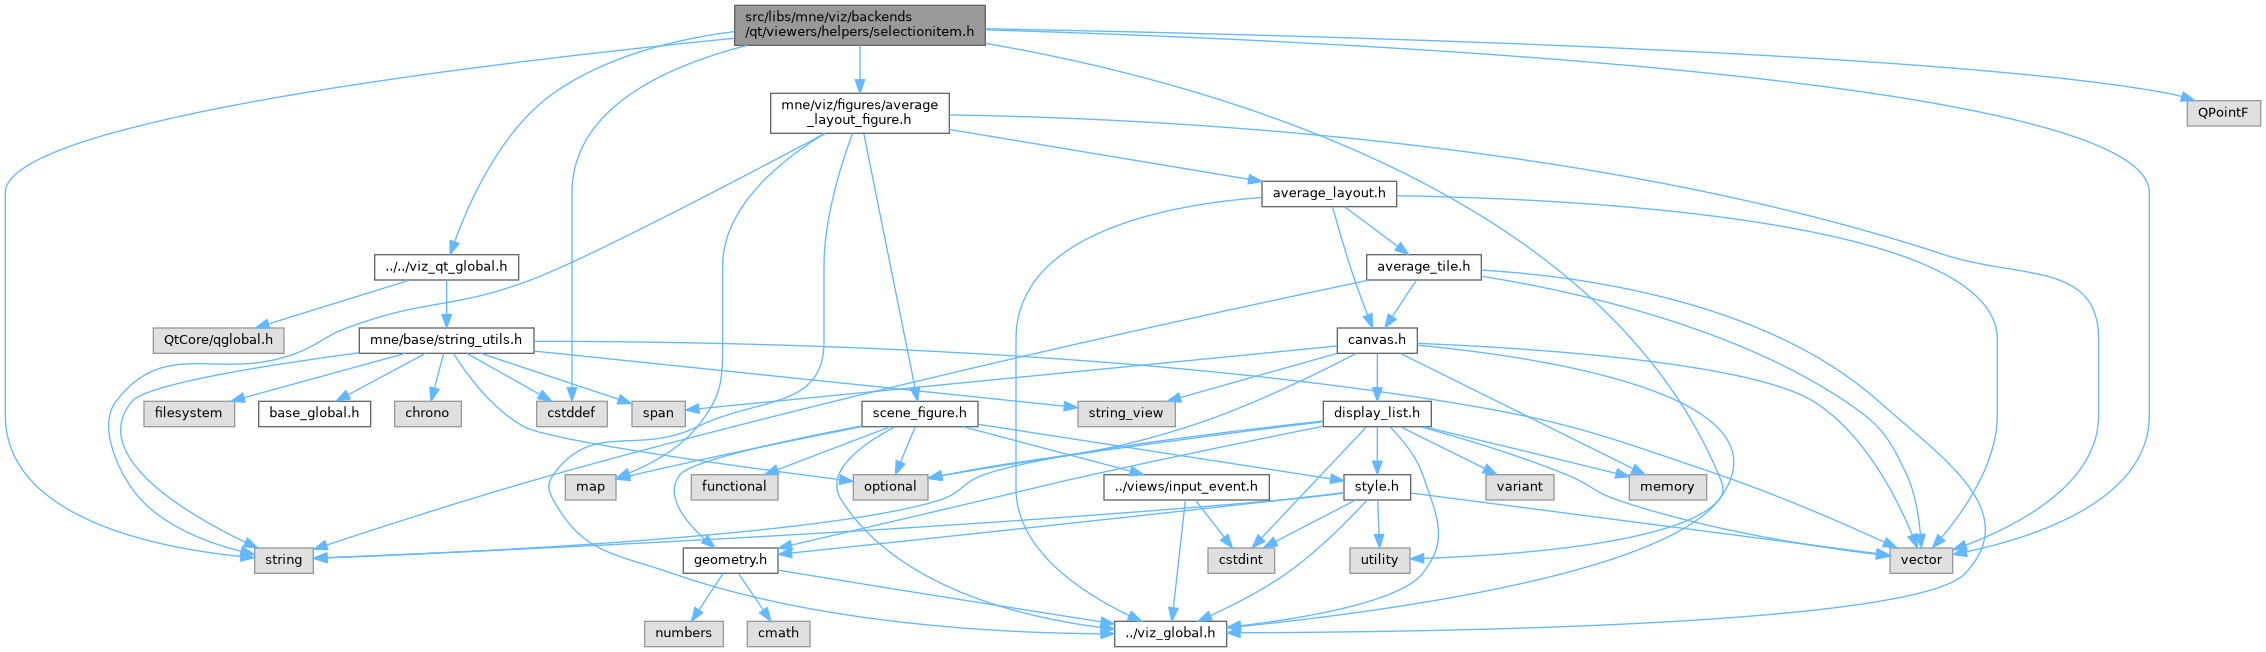 src/libs/mne/viz/backends
/qt/viewers/helpers/selectionitem.h
mne/viz/figures/average
_layout_figure.h
QPointF
average_layout.h
../../viz_qt_global.h
average_tile.h
QtCore/qglobal.h
mne/base/string_utils.h
canvas.h
filesystem
base_global.h
chrono
cstddef
span
scene_figure.h
string_view
display_list.h
map
functional
optional
../views/input_event.h
style.h
variant
memory
string
geometry.h
cstdint
utility
vector
numbers
cmath
../viz_global.h